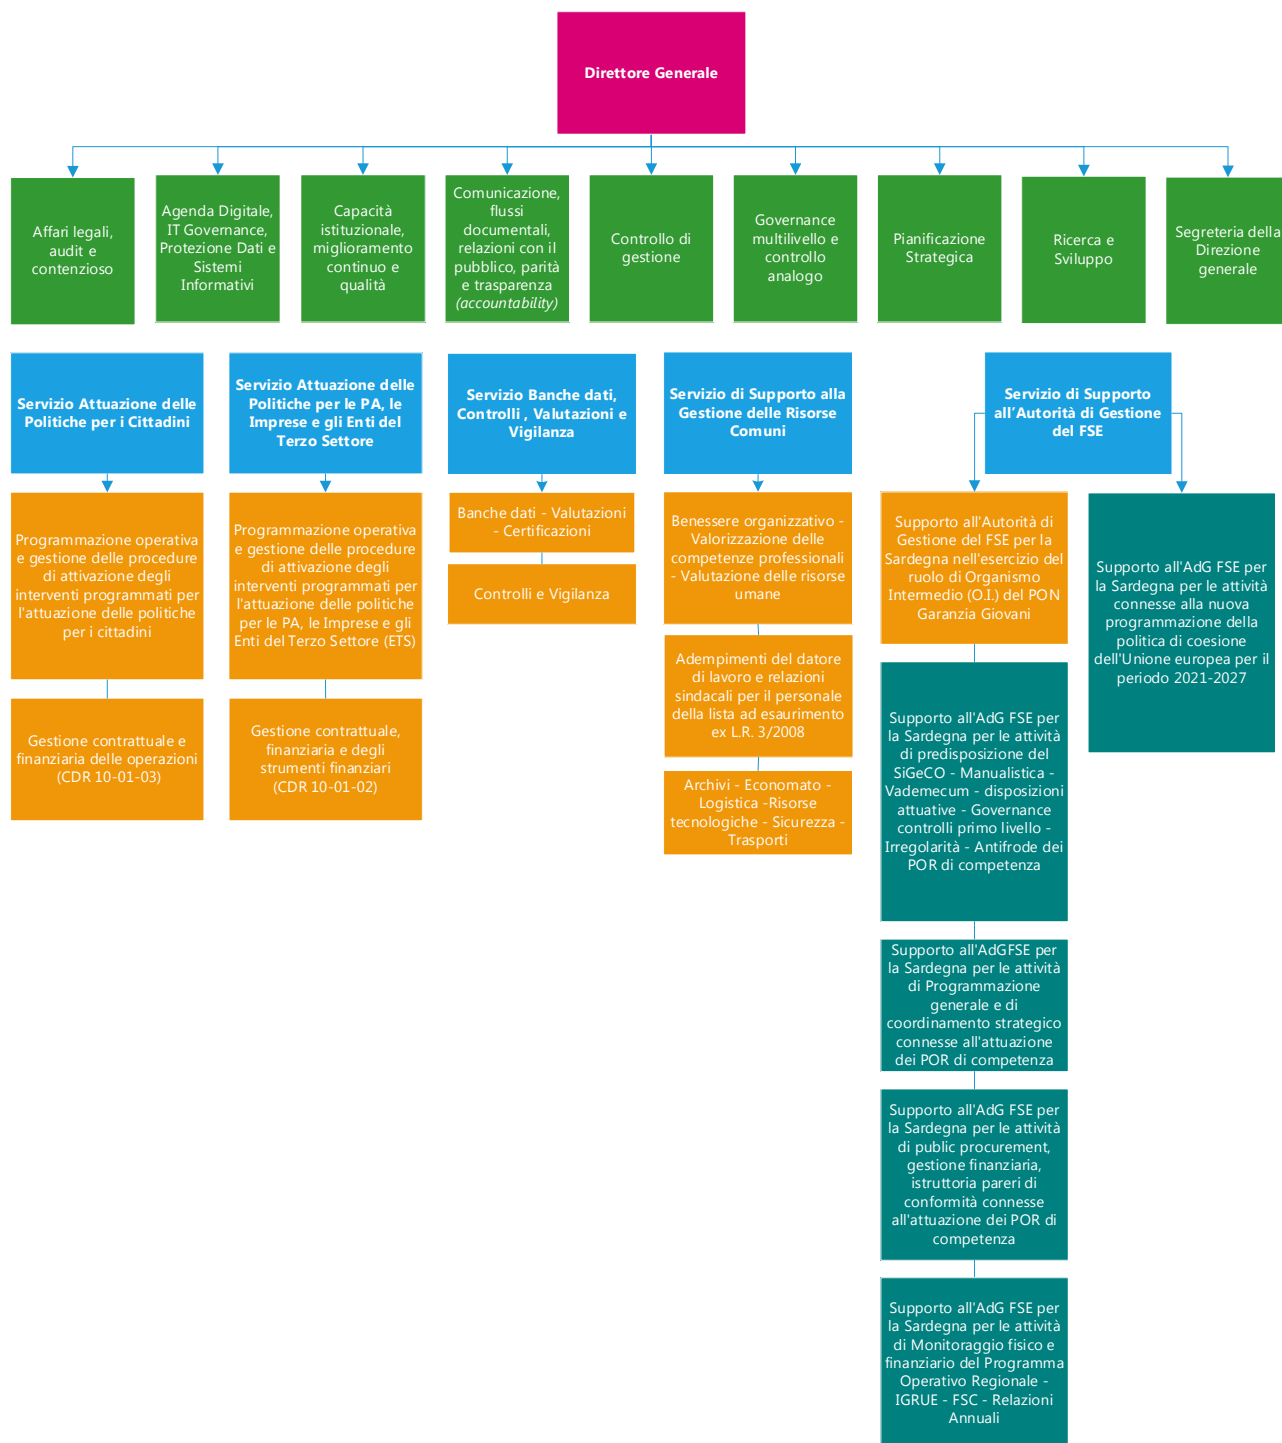 Direttore Generale
Affari legali,
audit e
contenzioso
Agenda Digitale,
IT Governance,
Protezione Dati e
Sistemi
Informativi
Capacità
istituzionale,
miglioramento
continuo e
qualità
Comunicazione,
flussi
documentali,
relazioni con il
pubblico, parità
e trasparenza
(accountability)
Controllo di
gestione
Governance
multilivello e
controllo
analogo
Pianificazione
Strategica
Ricerca e
Sviluppo
Segreteria della
Direzione
generale
Servizio Attuazione delle
Politiche per i Cittadini
Servizio Attuazione delle
Politiche per le PA, le
Imprese e gli Enti del
Terzo Settore
Servizio Banche dati,
Controlli , Valutazioni e
Vigilanza
Servizio di Supporto alla
Gestione delle Risorse
Comuni
Servizio di Supporto
all’Autorità di Gestione
del FSE
Programmazione operativa
e gestione delle procedure
di attivazione degli
interventi programmati per
l'attuazione delle politiche
per i cittadini
Gestione contrattuale e
finanziaria delle operazioni
(CDR 10-01-03)
Programmazione operativa
e gestione delle procedure
di attivazione degli
interventi programmati per
l'attuazione delle politiche
per le PA, le Imprese e gli
Enti del Terzo Settore (ETS)
Gestione contrattuale,
finanziaria e degli
strumenti finanziari
(CDR 10-01-02)
Banche dati - Valutazioni
- Certificazioni
Controlli e Vigilanza
Benessere organizzativo -
Valorizzazione delle
competenze professionali
- Valutazione delle risorse
umane
Adempimenti del datore
di lavoro e relazioni
sindacali per il personale
della lista ad esaurimento
ex L.R. 3/2008
Archivi - Economato -
Logistica -Risorse
tecnologiche - Sicurezza -
Trasporti
Supporto all'Autorità di
Gestione del FSE per la
Sardegna nell'esercizio del
ruolo di Organismo
Intermedio (O.I.) del PON
Garanzia Giovani
Supporto all'AdG FSE per
la Sardegna per le attività
di predisposizione del
SiGeCO - Manualistica -
Vademecum - disposizioni
attuative - Governance
controlli primo livello -
Irregolarità - Antifrode dei
POR di competenza
Supporto all'AdGFSE per
la Sardegna per le attività
di Programmazione
generale e di
coordinamento strategico
connesse all'attuazione
dei POR di competenza
Supporto all'AdG FSE per
la Sardegna per le attività
di public procurement,
gestione finanziaria,
istruttoria pareri di
conformità connesse
all'attuazione dei POR di
competenza
Supporto all'AdG FSE per
la Sardegna per le attività
di Monitoraggio fisico e
finanziario del Programma
Operativo Regionale -
IGRUE - FSC - Relazioni
Annuali
Supporto all'AdG FSE per
la Sardegna per le attività
connesse alla nuova
programmazione della
politica di coesione
dell'Unione europea per il
periodo 2021-2027